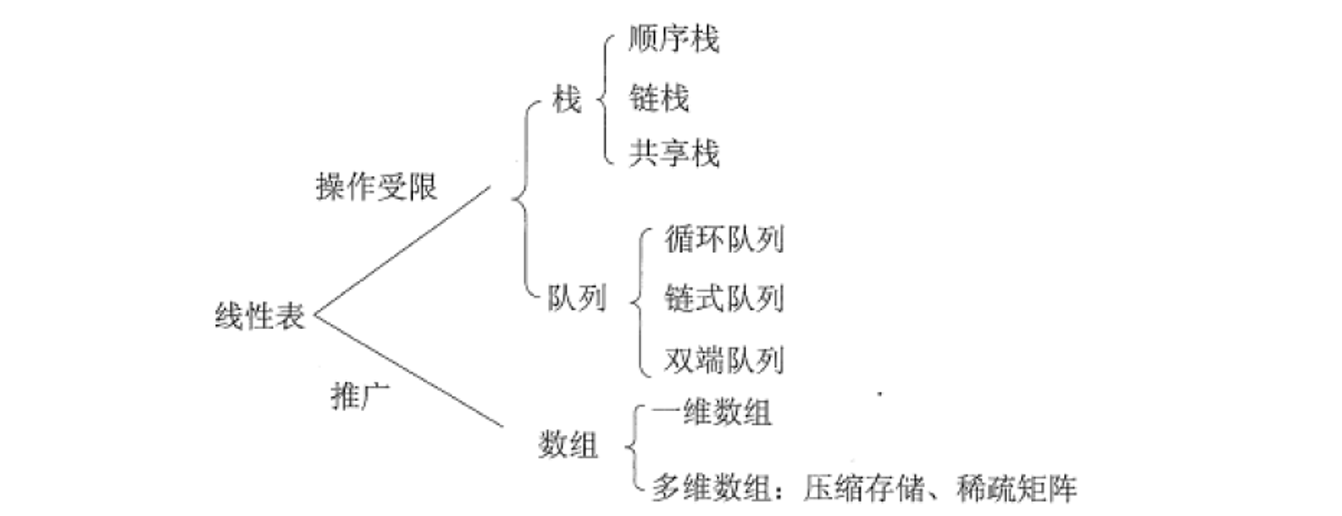 顺序栈
栈
链栈
共享栈
操作受限
循环队列
队列
链式队列
线性表
双端队列
推广
一维数组
数组
多维数组：压缩存储、稀疏矩阵